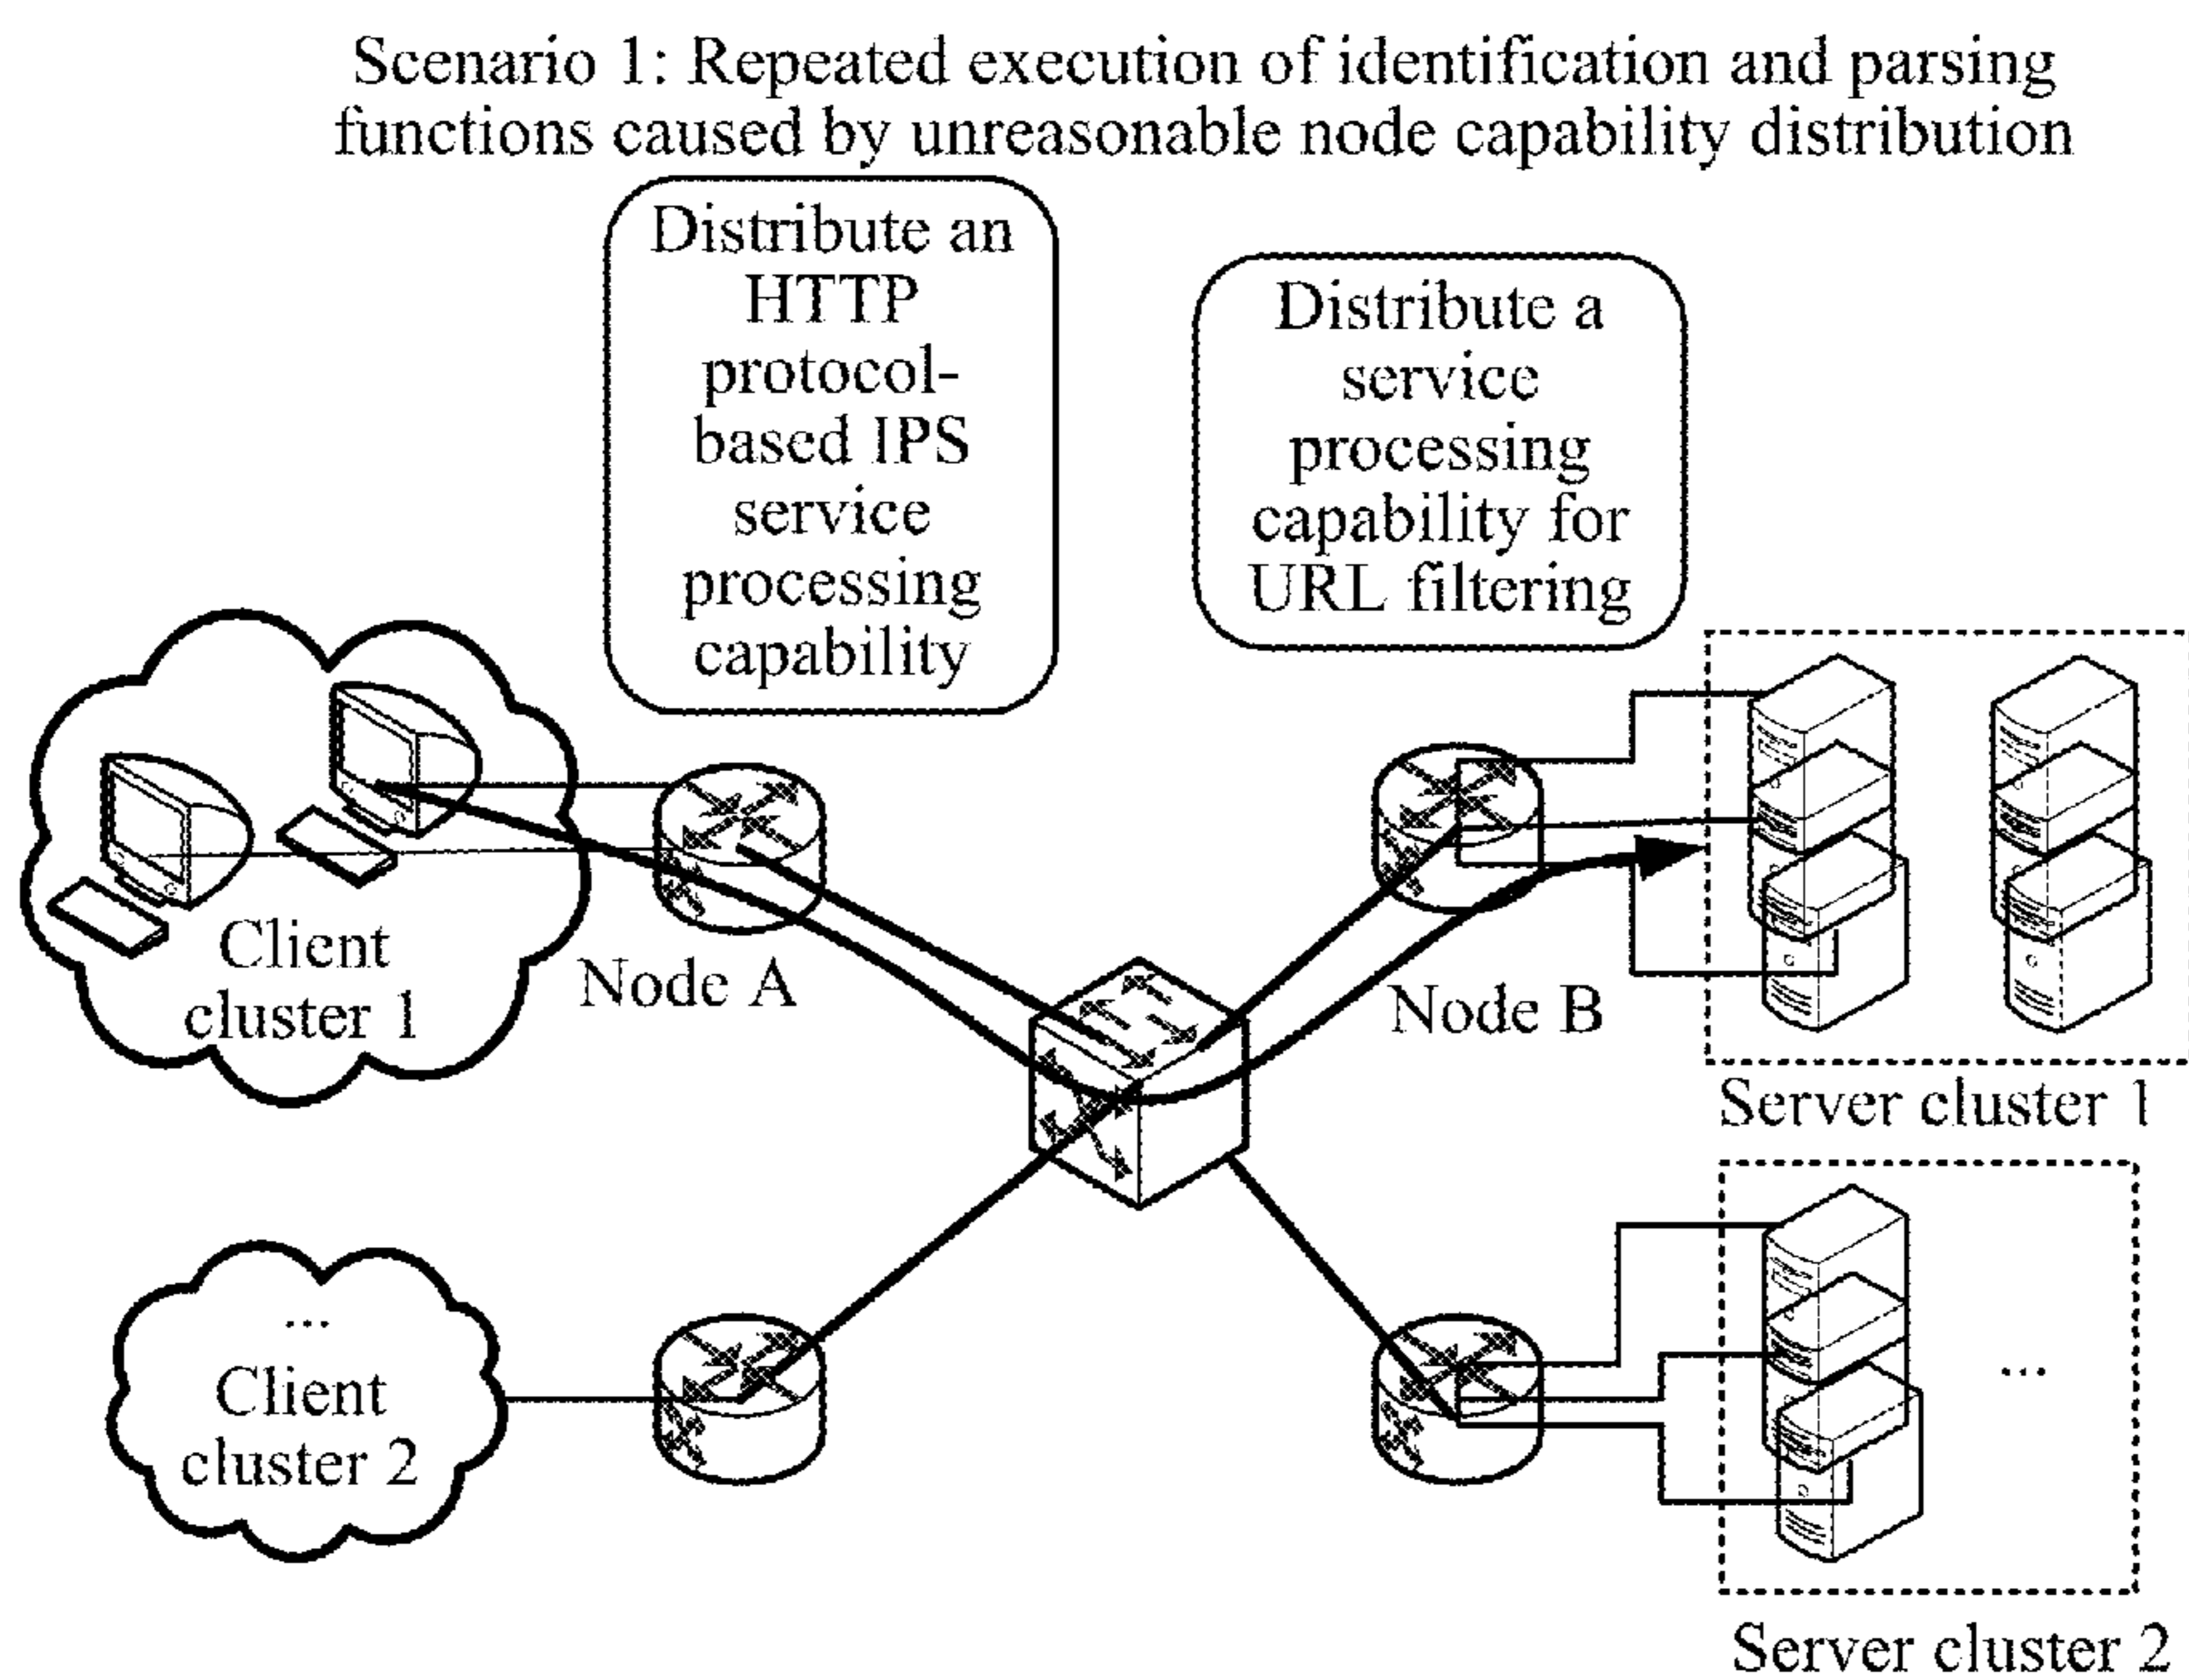 Scenario 1: Repeated execution of identification and parsing
functions caused by unreasonable node capability distribution
Distribute an
HTTP
protocol-
based IPS
service
processing
capability
Distribute a
service
processing
capability for
URL filtering
Client
cluster 1
Node A
Node B
Server cluster 1
...
Client
cluster 2
...
Server cluster 2